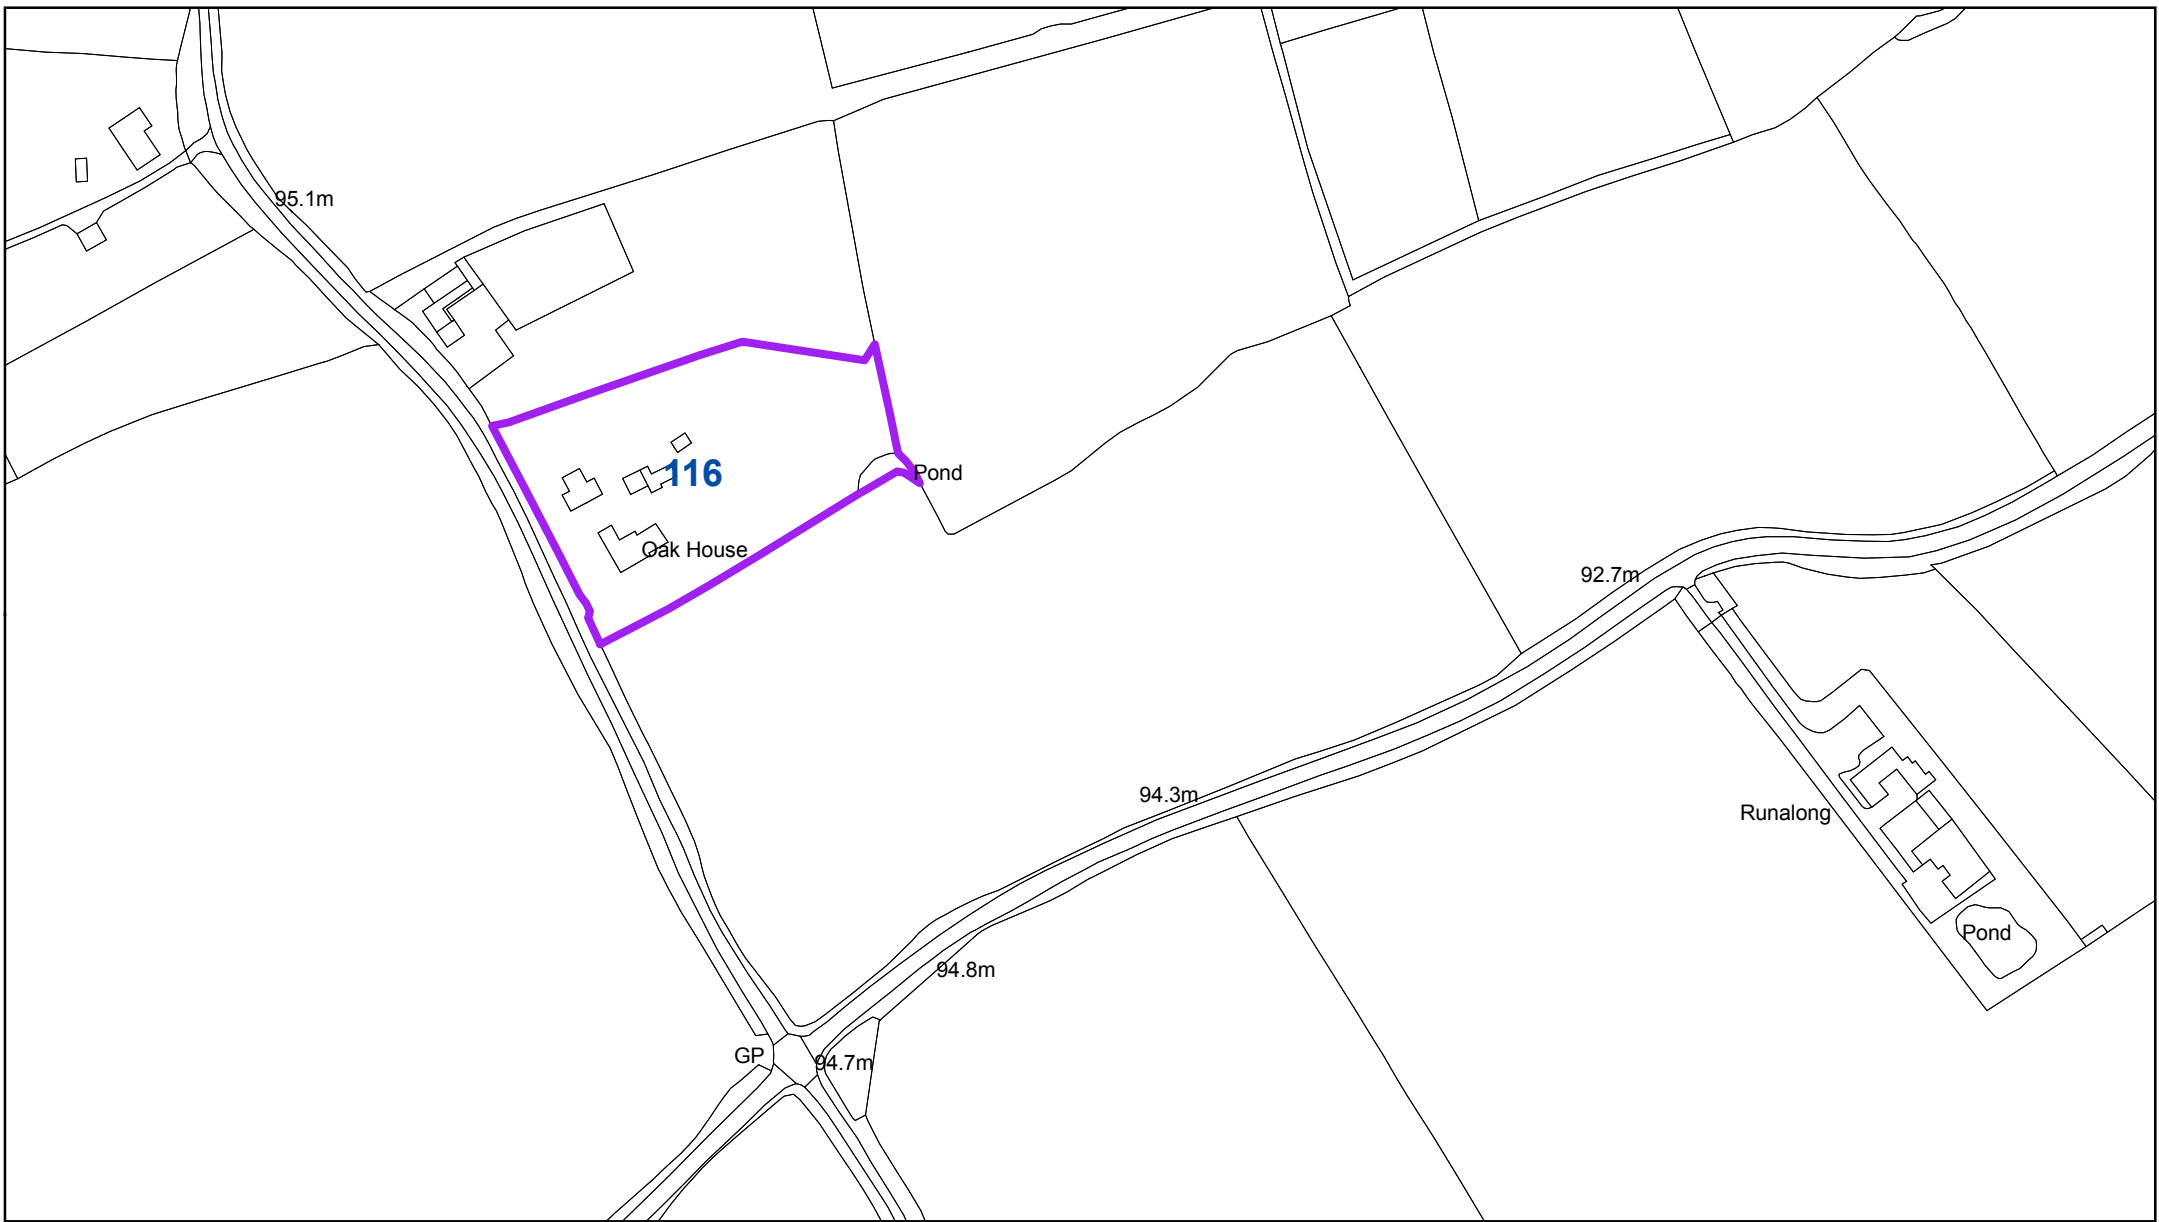 95.1m
116
Pond
Oak House
92.7m
94.3m
Runalong
Pond
94.8m
GP
94.7m